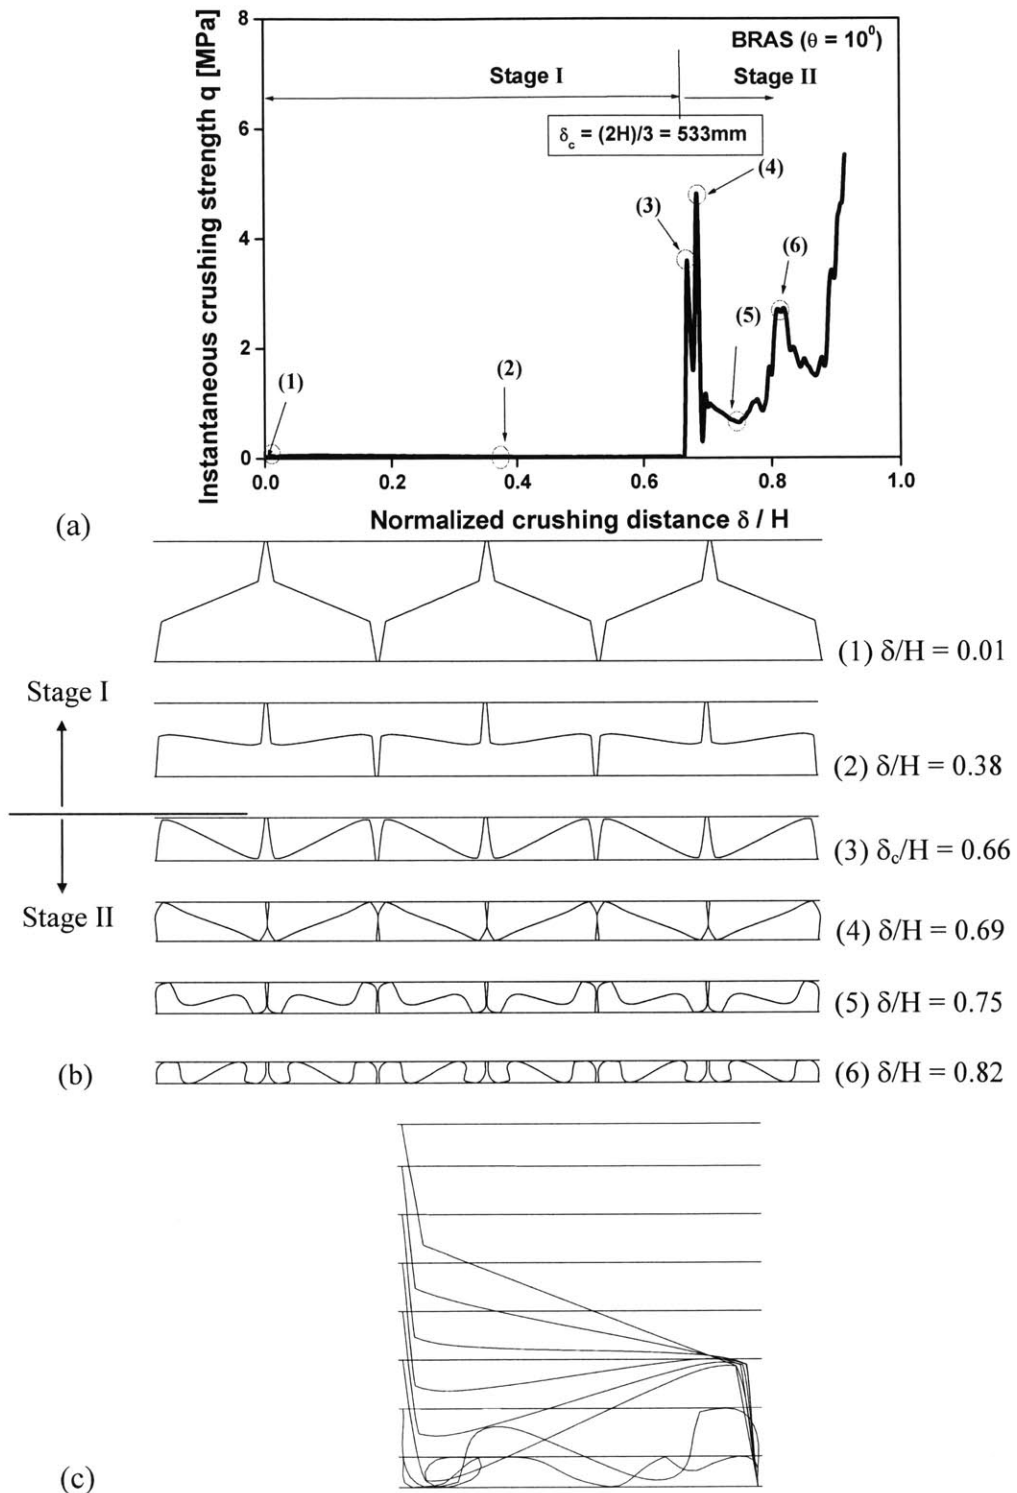 8
6
4
2
0
Instantaneous crushing strength q [MPa]
BRAS (θ = 10⁰)
Stage I
Stage II
δc = (2H)/3 = 533mm
(1)
(2)
(3)
(4)
(5)
(6)
0.0 0.2 0.4 0.6 0.8 1.0
Normalized crushing distance δ / H
(a)
(1) δ/H = 0.01
Stage I
(2) δ/H = 0.38
(3) δc/H = 0.66
Stage II
(4) δ/H = 0.69
(5) δ/H = 0.75
(b)
(6) δ/H = 0.82
(c)